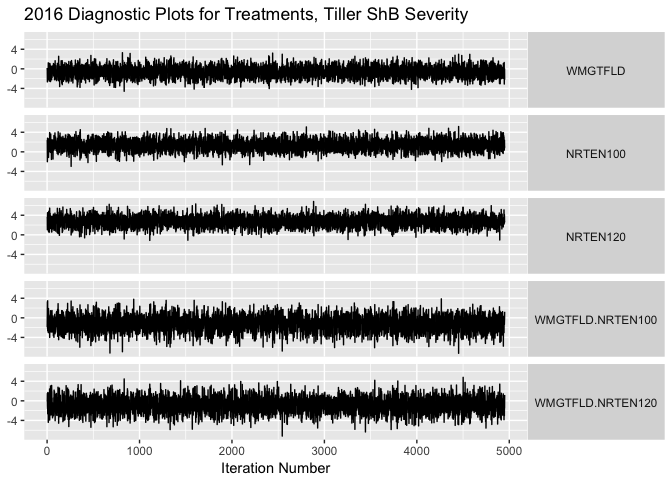 2016 Diagnostic Plots for Treatments, Tiller ShB Severity
4
0
-4
WMGTFLD
4
0
-4
NRTEN100
4
0
-4
NRTEN120
4
0
-4
WMGTFLD.NRTEN100
4
0
-4
WMGTFLD.NRTEN120
0 1000 2000 3000 4000 5000
Iteration Number